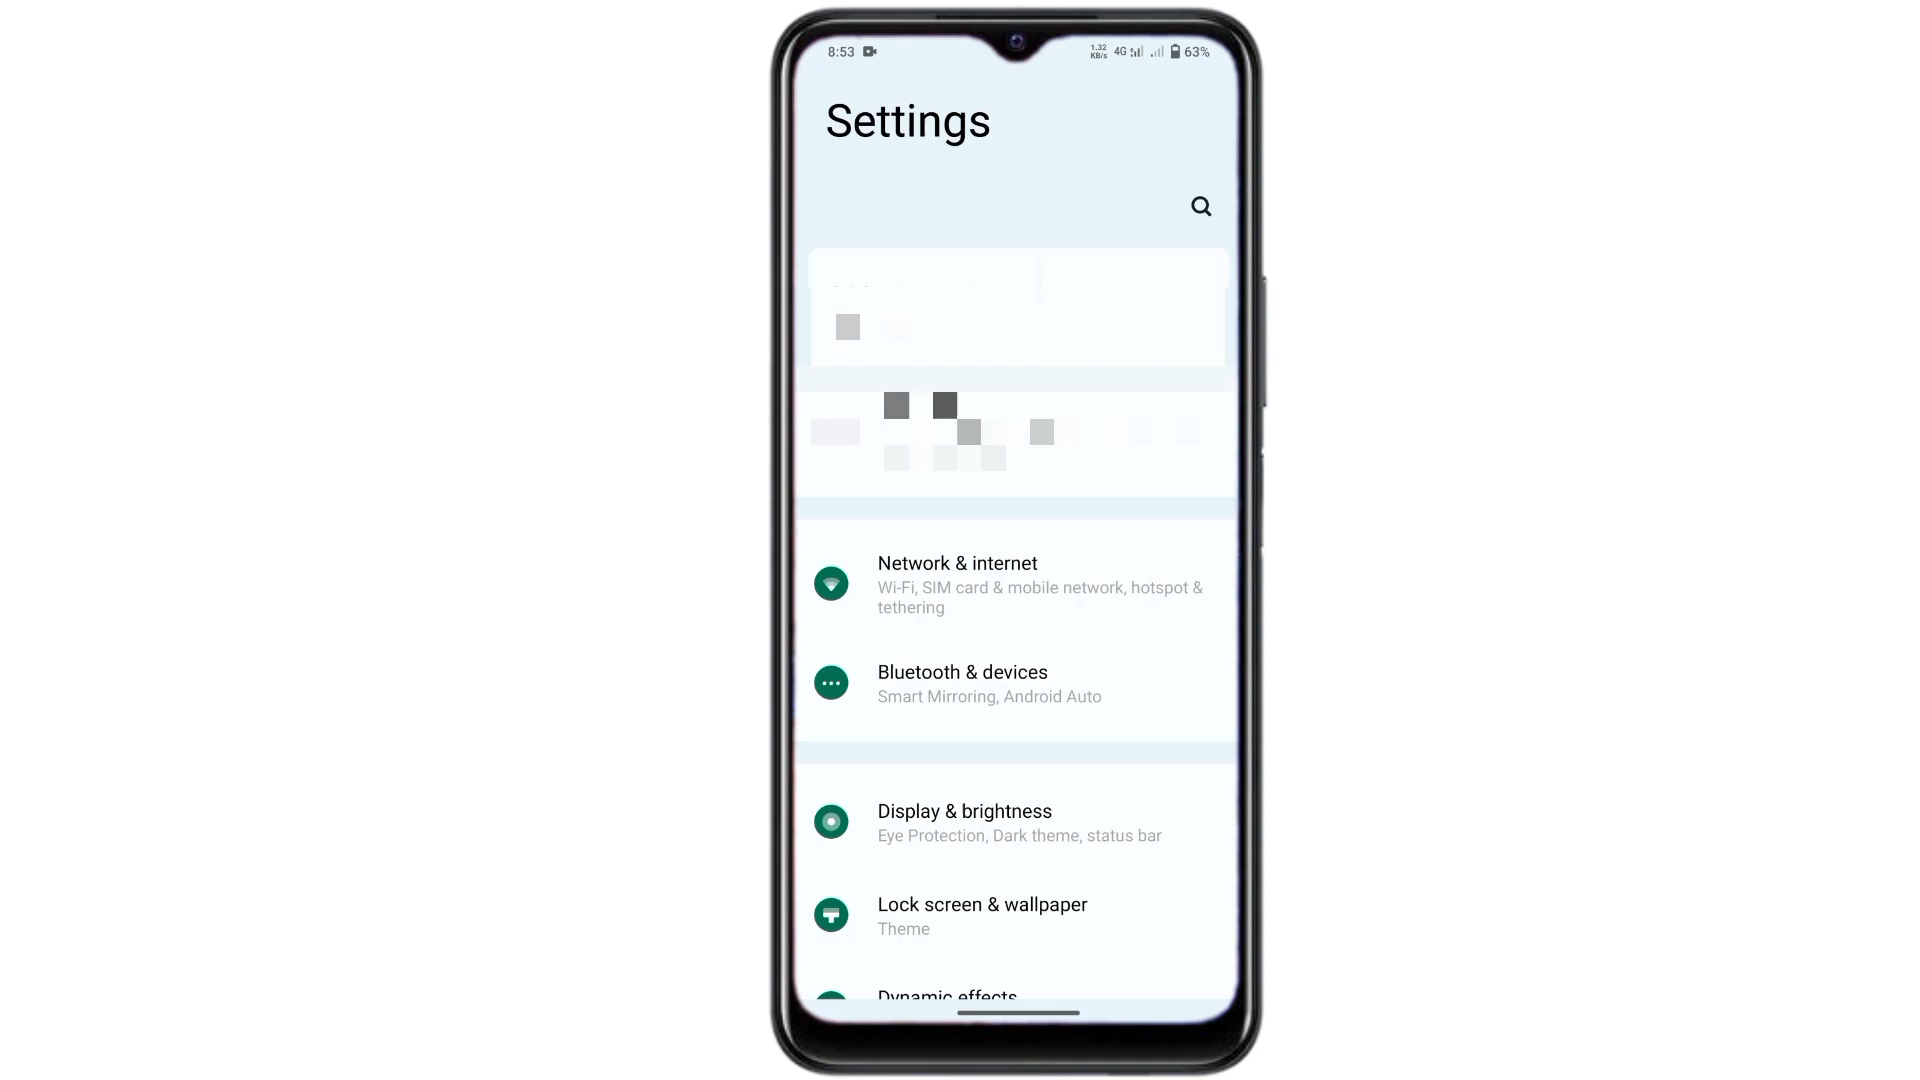 8:53
1.32 KB/s 4G 63%
Settings
Network & internet
Wi-Fi, SIM card & mobile network, hotspot &
tethering
Bluetooth & devices
Smart Mirroring, Android Auto
Display & brightness
Eye Protection, Dark theme, status bar
Lock screen & wallpaper
Theme
Dynamic effects